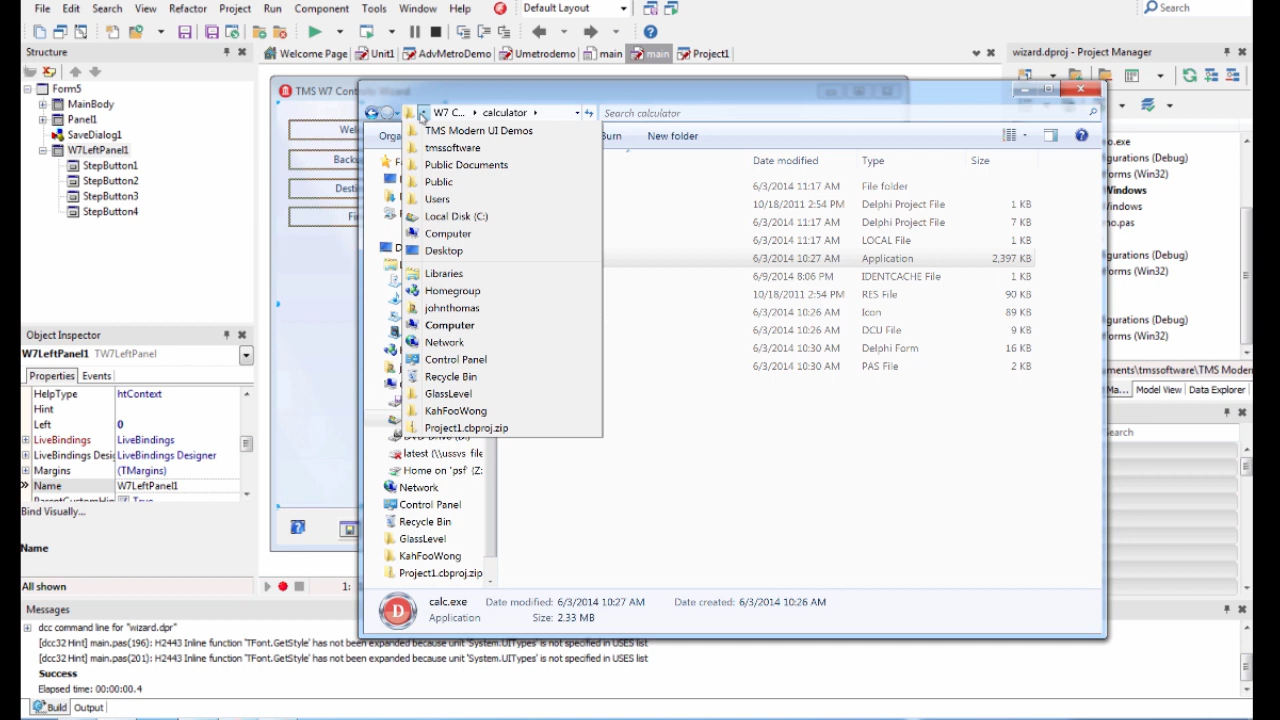 File Edit Search View Refactor Project Run Component Tools Window Help Default Layout Search
Structure
Welcome Page Unit1 AdvMetroDemo Umetrodemo main main Project1
wizard.dproj - Project Manager
Form5
MainBody
Panel1
SaveDialog1
W7LeftPanel1
StepButton1
StepButton2
StepButton3
StepButton4
TMS W7 Cont
W7 C... calculator
Search calculator
New folder
TMS Modern UI Demos
tmssoftware
Public Documents
Public
Users
Local Disk (C:)
Computer
Desktop
Libraries
Homegroup
johnthomas
Computer
Network
Control Panel
Recycle Bin
GlassLevel
KahFooWong
Project1.cbproj.zip
Date modified Type Size
6/3/2014 11:17 AM File folder
10/18/2011 2:54 PM Delphi Project File 1 KB
6/3/2014 11:17 AM Delphi Project File 7 KB
6/3/2014 11:17 AM LOCAL File 1 KB
6/3/2014 10:27 AM Application 2,397 KB
6/9/2014 8:06 PM IDENTCACHE File 1 KB
10/18/2011 2:54 PM RES File 90 KB
6/3/2014 10:26 AM Icon 89 KB
6/3/2014 10:26 AM DCU File 9 KB
6/3/2014 10:30 AM Delphi Form 16 KB
6/3/2014 10:30 AM PAS File 2 KB
latest (\\ussvs file
Home on 'psf' (Z:
Network
Control Panel
Recycle Bin
GlassLevel
KahFooWong
Project1.cbproj.zip
calc.exe Date modified: 6/3/2014 10:27 AM Date created: 6/3/2014 10:26 AM
Application Size: 2.33 MB
o.exe
gurations (Debug)
forms (Win32)
Windows
indows
no.pas
gurations (Debug)
forms (Win32)
gurations (Debug)
forms (Win32)
ments\tmssoftware\TMS Modern
Ma... Model View Data Explorer
earch
Object Inspector
W7LeftPanel1 TW7LeftPanel
Properties Events
HelpType htContext
Hint
Left 0
LiveBindings LiveBindings
LiveBindings Desi LiveBindings Designer
Margins (TMargins)
Name W7LeftPanel1
Bind Visually...
Name
All shown
1:
Messages
dcc command line for "wizard.dpr"
[dcc32 Hint] main.pas(196): H2443 Inline function 'TFont.GetStyle' has not been expanded because unit 'System.UITypes' is not specified in USES list
[dcc32 Hint] main.pas(201): H2443 Inline function 'TFont.GetStyle' has not been expanded because unit 'System.UITypes' is not specified in USES list
Success
Elapsed time: 00:00:00.4
Build Output